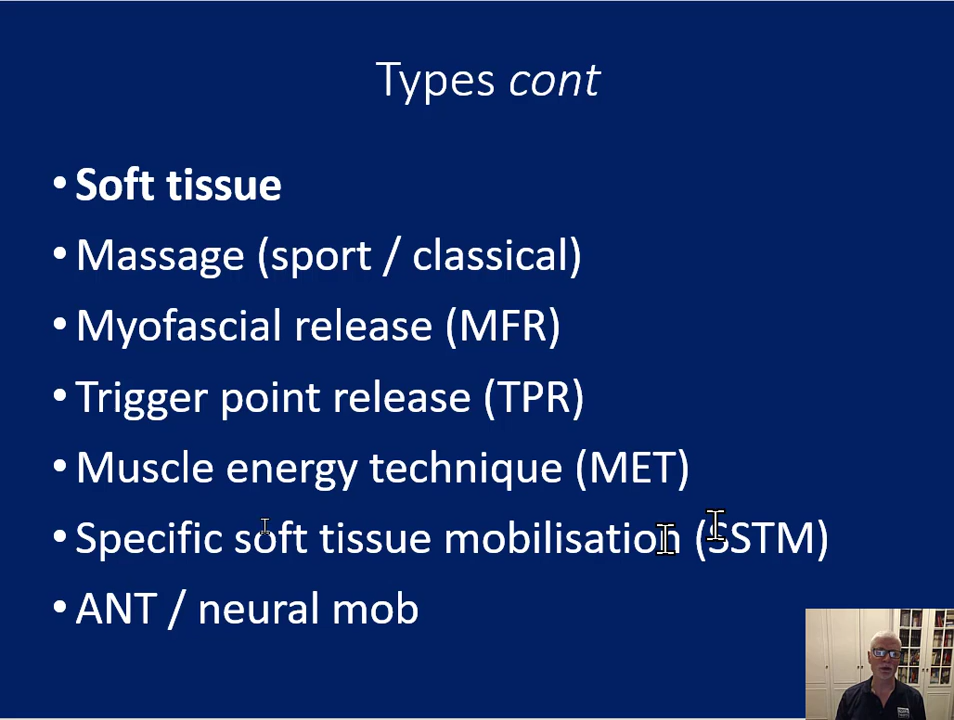 Types cont
• Soft tissue
• Massage (sport / classical)
• Myofascial release (MFR)
• Trigger point release (TPR)
• Muscle energy technique (MET)
• Specific soft tissue mobilisation (SSTM)
• ANT / neural mob